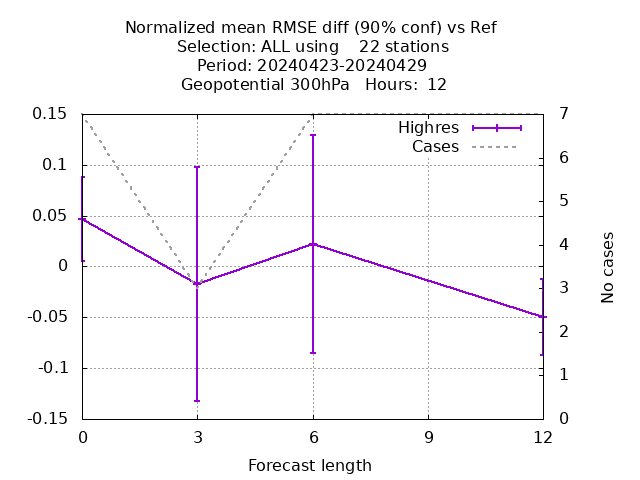 Normalized mean RMSE diff (90% conf) vs Ref
Selection: ALL using    22 stations
Period: 20240423-20240429
Geopotential 300hPa   Hours:  12
Highres
Cases
0.15
0.1
0.05
0
-0.05
-0.1
-0.15
7
6
5
4
3
2
1
0
No cases
0 3 6 9 12
Forecast length